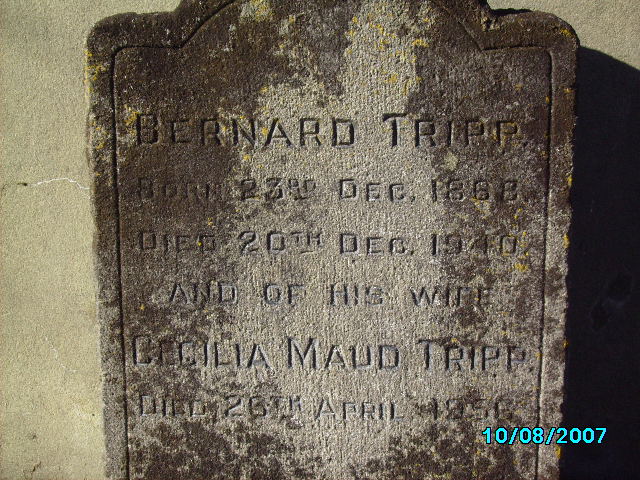 BERNARD TRIPP.
BORN 23RD DEC. 1868.
DIED 20TH DEC. 1940.
AND OF HIS WIFE
CECILIA MAUD TRIPP.
DIED 26TH APRIL
10/08/2007